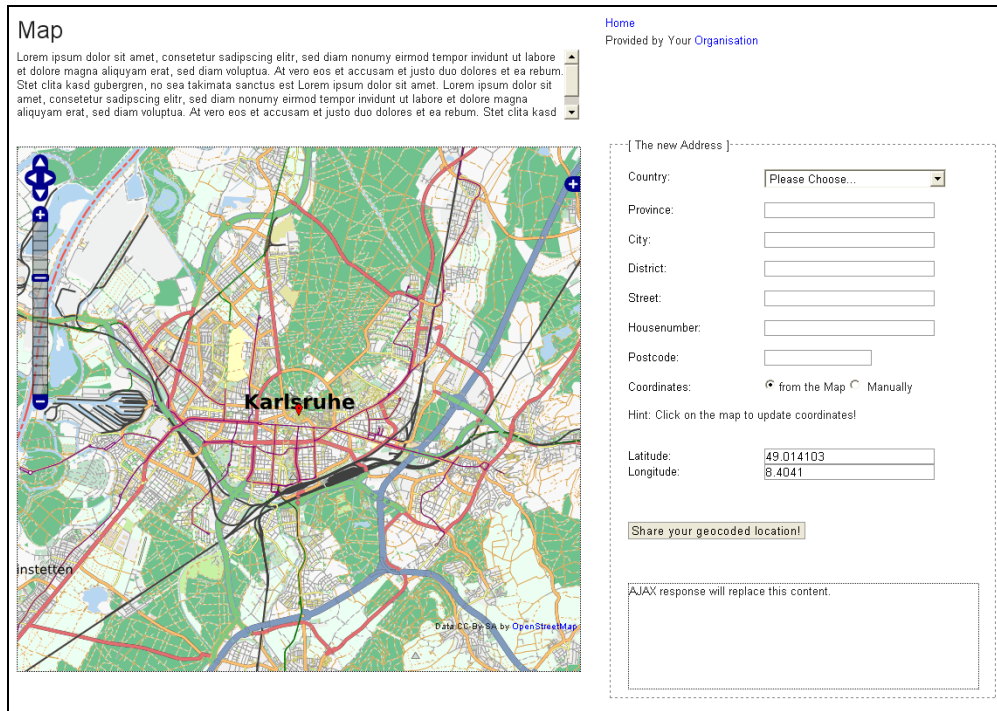 Map
Lorem ipsum dolor sit amet, consetetur sadipscing elitr, sed diam nonumy eirmod tempor invidunt ut labore
et dolore magna aliquyam erat, sed diam voluptua. At vero eos et accusam et justo duo dolores et ea rebum.
Stet clita kasd gubergren, no sea takimata sanctus est Lorem ipsum dolor sit amet. Lorem ipsum dolor sit
amet, consetetur sadipscing elitr, sed diam nonumy eirmod tempor invidunt ut labore et dolore magna
aliquyam erat, sed diam voluptua. At vero eos et accusam et justo duo dolores et ea rebum. Stet clita kasd
Home
Provided by Your Organisation
Karlsruhe
instetten
Data CC-By-SA by OpenStreetMap
[ The new Address ]
Country: Please Choose...
Province:
City:
District:
Street:
Housenumber:
Postcode:
Coordinates: from the Map Manually
Hint: Click on the map to update coordinates!
Latitude: 49.014103
Longitude: 8.4041
Share your geocoded location!
AJAX response will replace this content.